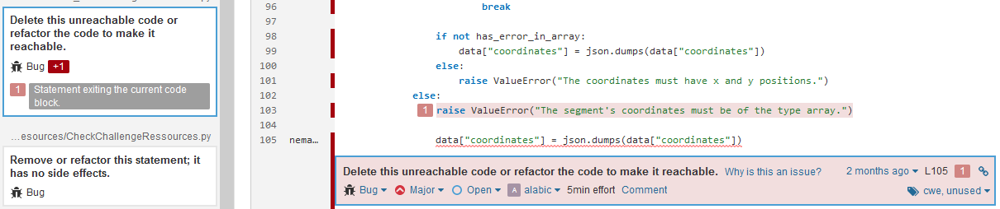 Delete this unreachable code or
refactor the code to make it
reachable.
Bug +1
1 Statement exiting the current code
block.
...esources/CheckChallengeRessources.py
Remove or refactor this statement; it
has no side effects.
Bug
96 break
97
98 if not has_error_in_array:
99 data["coordinates"] = json.dumps(data["coordinates"])
100 else:
101 raise ValueError("The coordinates must have x and y positions.")
102 else:
103 1 raise ValueError("The segment's coordinates must be of the type array.")
104
105 nema… data["coordinates"] = json.dumps(data["coordinates"])
Delete this unreachable code or refactor the code to make it reachable. Why is this an issue? 2 months ago L105 1
Bug Major Open A alabic 5min effort Comment cwe, unused